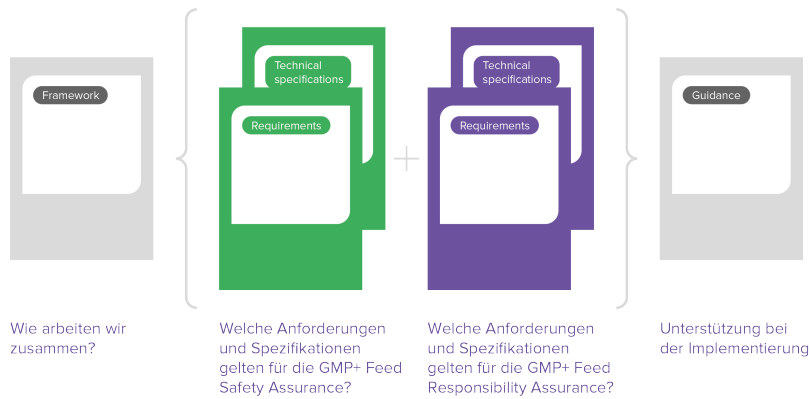 Framework
Technical
specifications
Requirements
Technical
specifications
Requirements
Guidance
Wie arbeiten wir
zusammen?
Welche Anforderungen
und Spezifikationen
gelten für die GMP+ Feed
Safety Assurance?
Welche Anforderungen
und Spezifikationen
gelten für die GMP+ Feed
Responsibility Assurance?
Unterstützung bei
der Implementierung